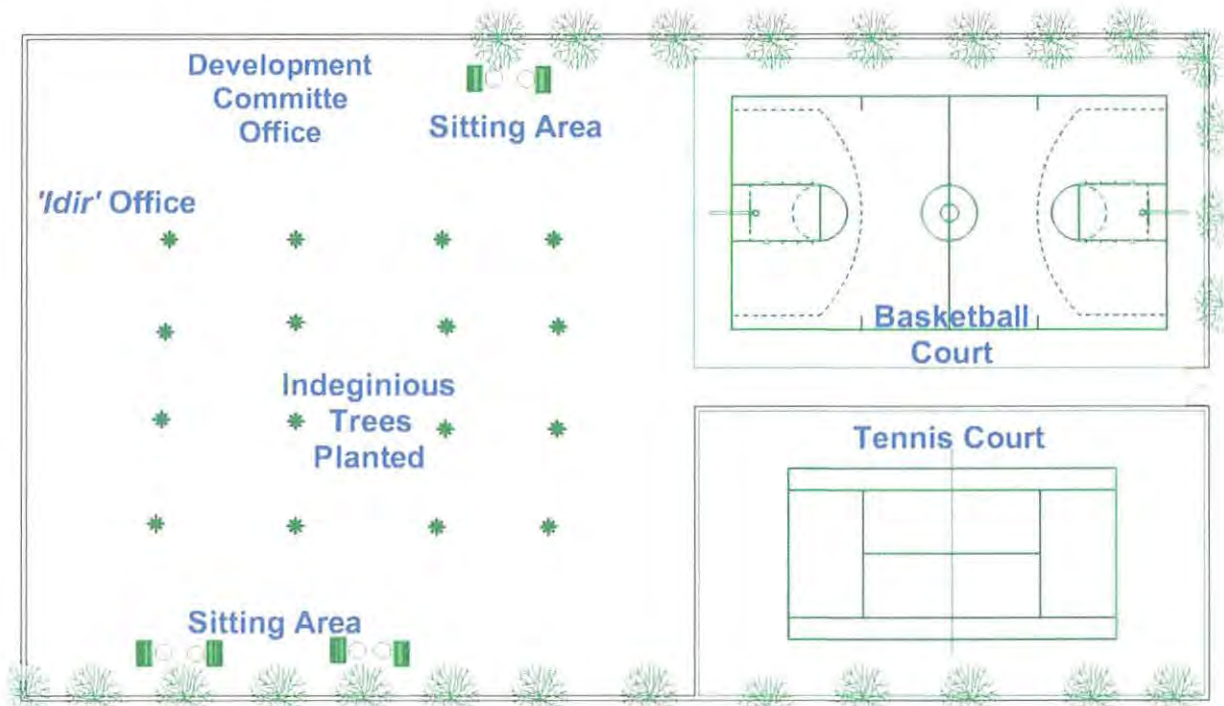 Development
Committe
Office
Sitting Area
'Idir' Office
Basketball
Court
Indeginious
Trees
Planted
Tennis Court
Sitting Area